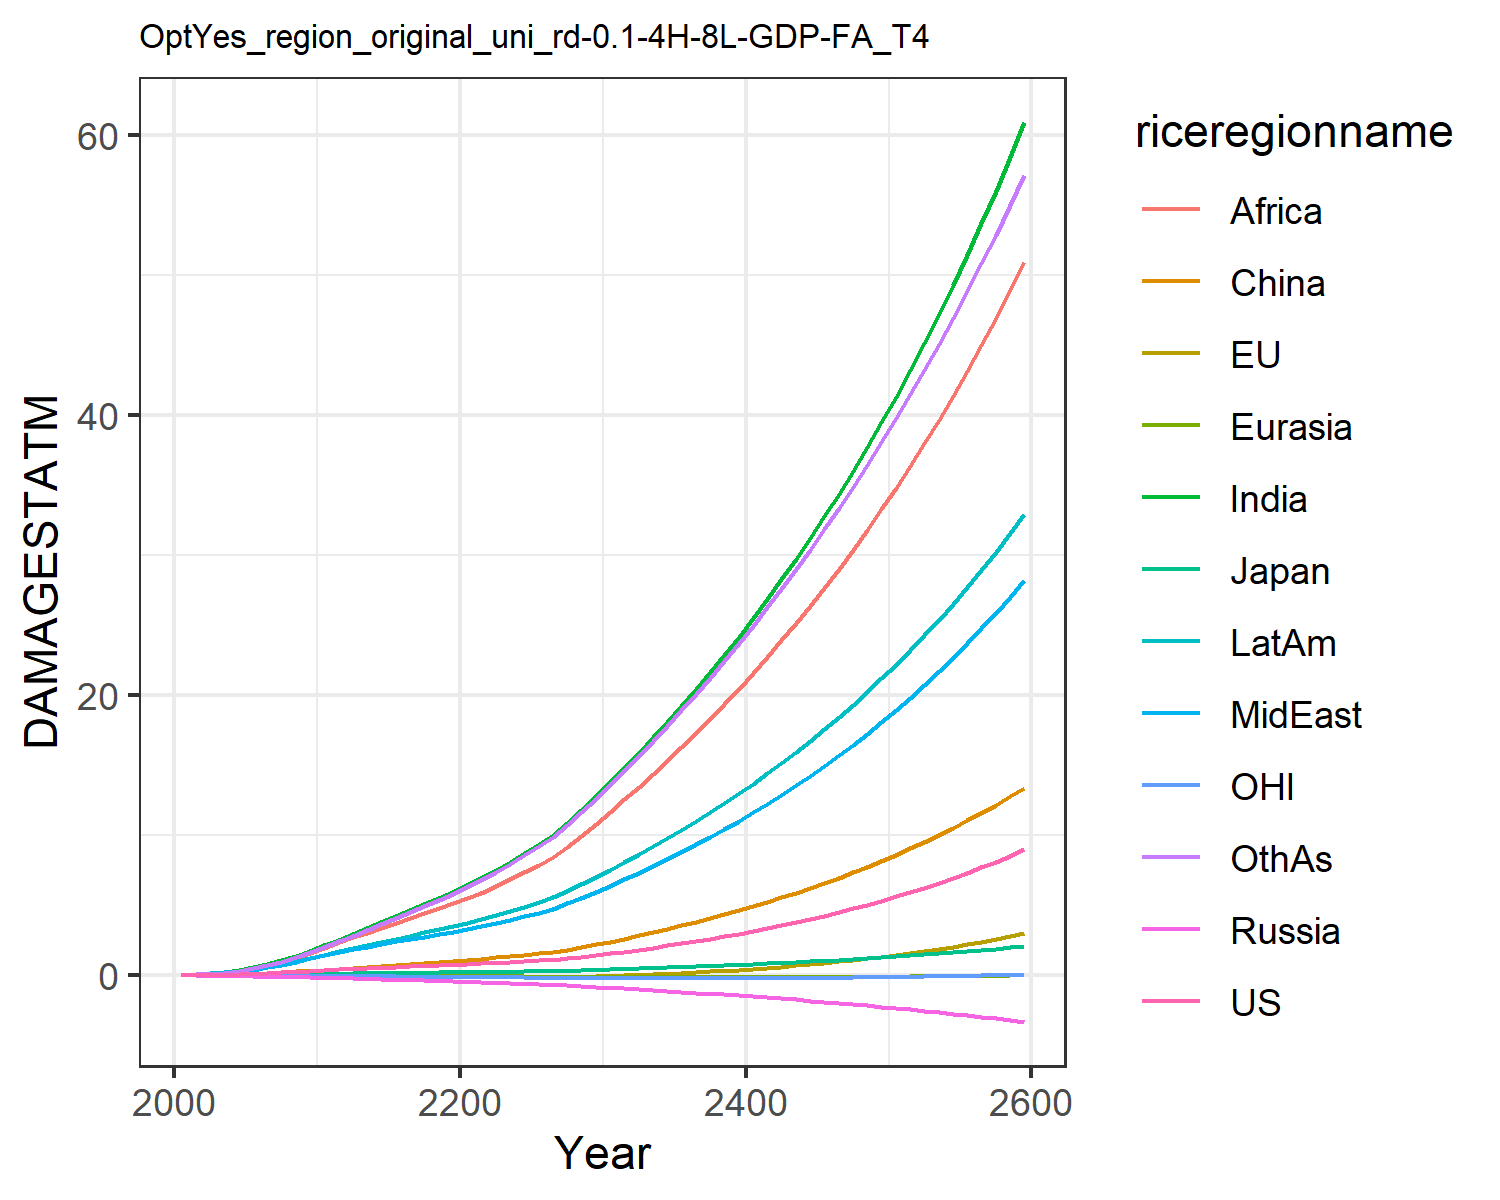 OptYes_region_original_uni_rd-0.1-4H-8L-GDP-FA_T4
DAMAGESTATM
60
40
20
0
2000
2200
2400
2600
Year
riceregionname
Africa
China
EU
Eurasia
India
Japan
LatAm
MidEast
OHI
OthAs
Russia
US